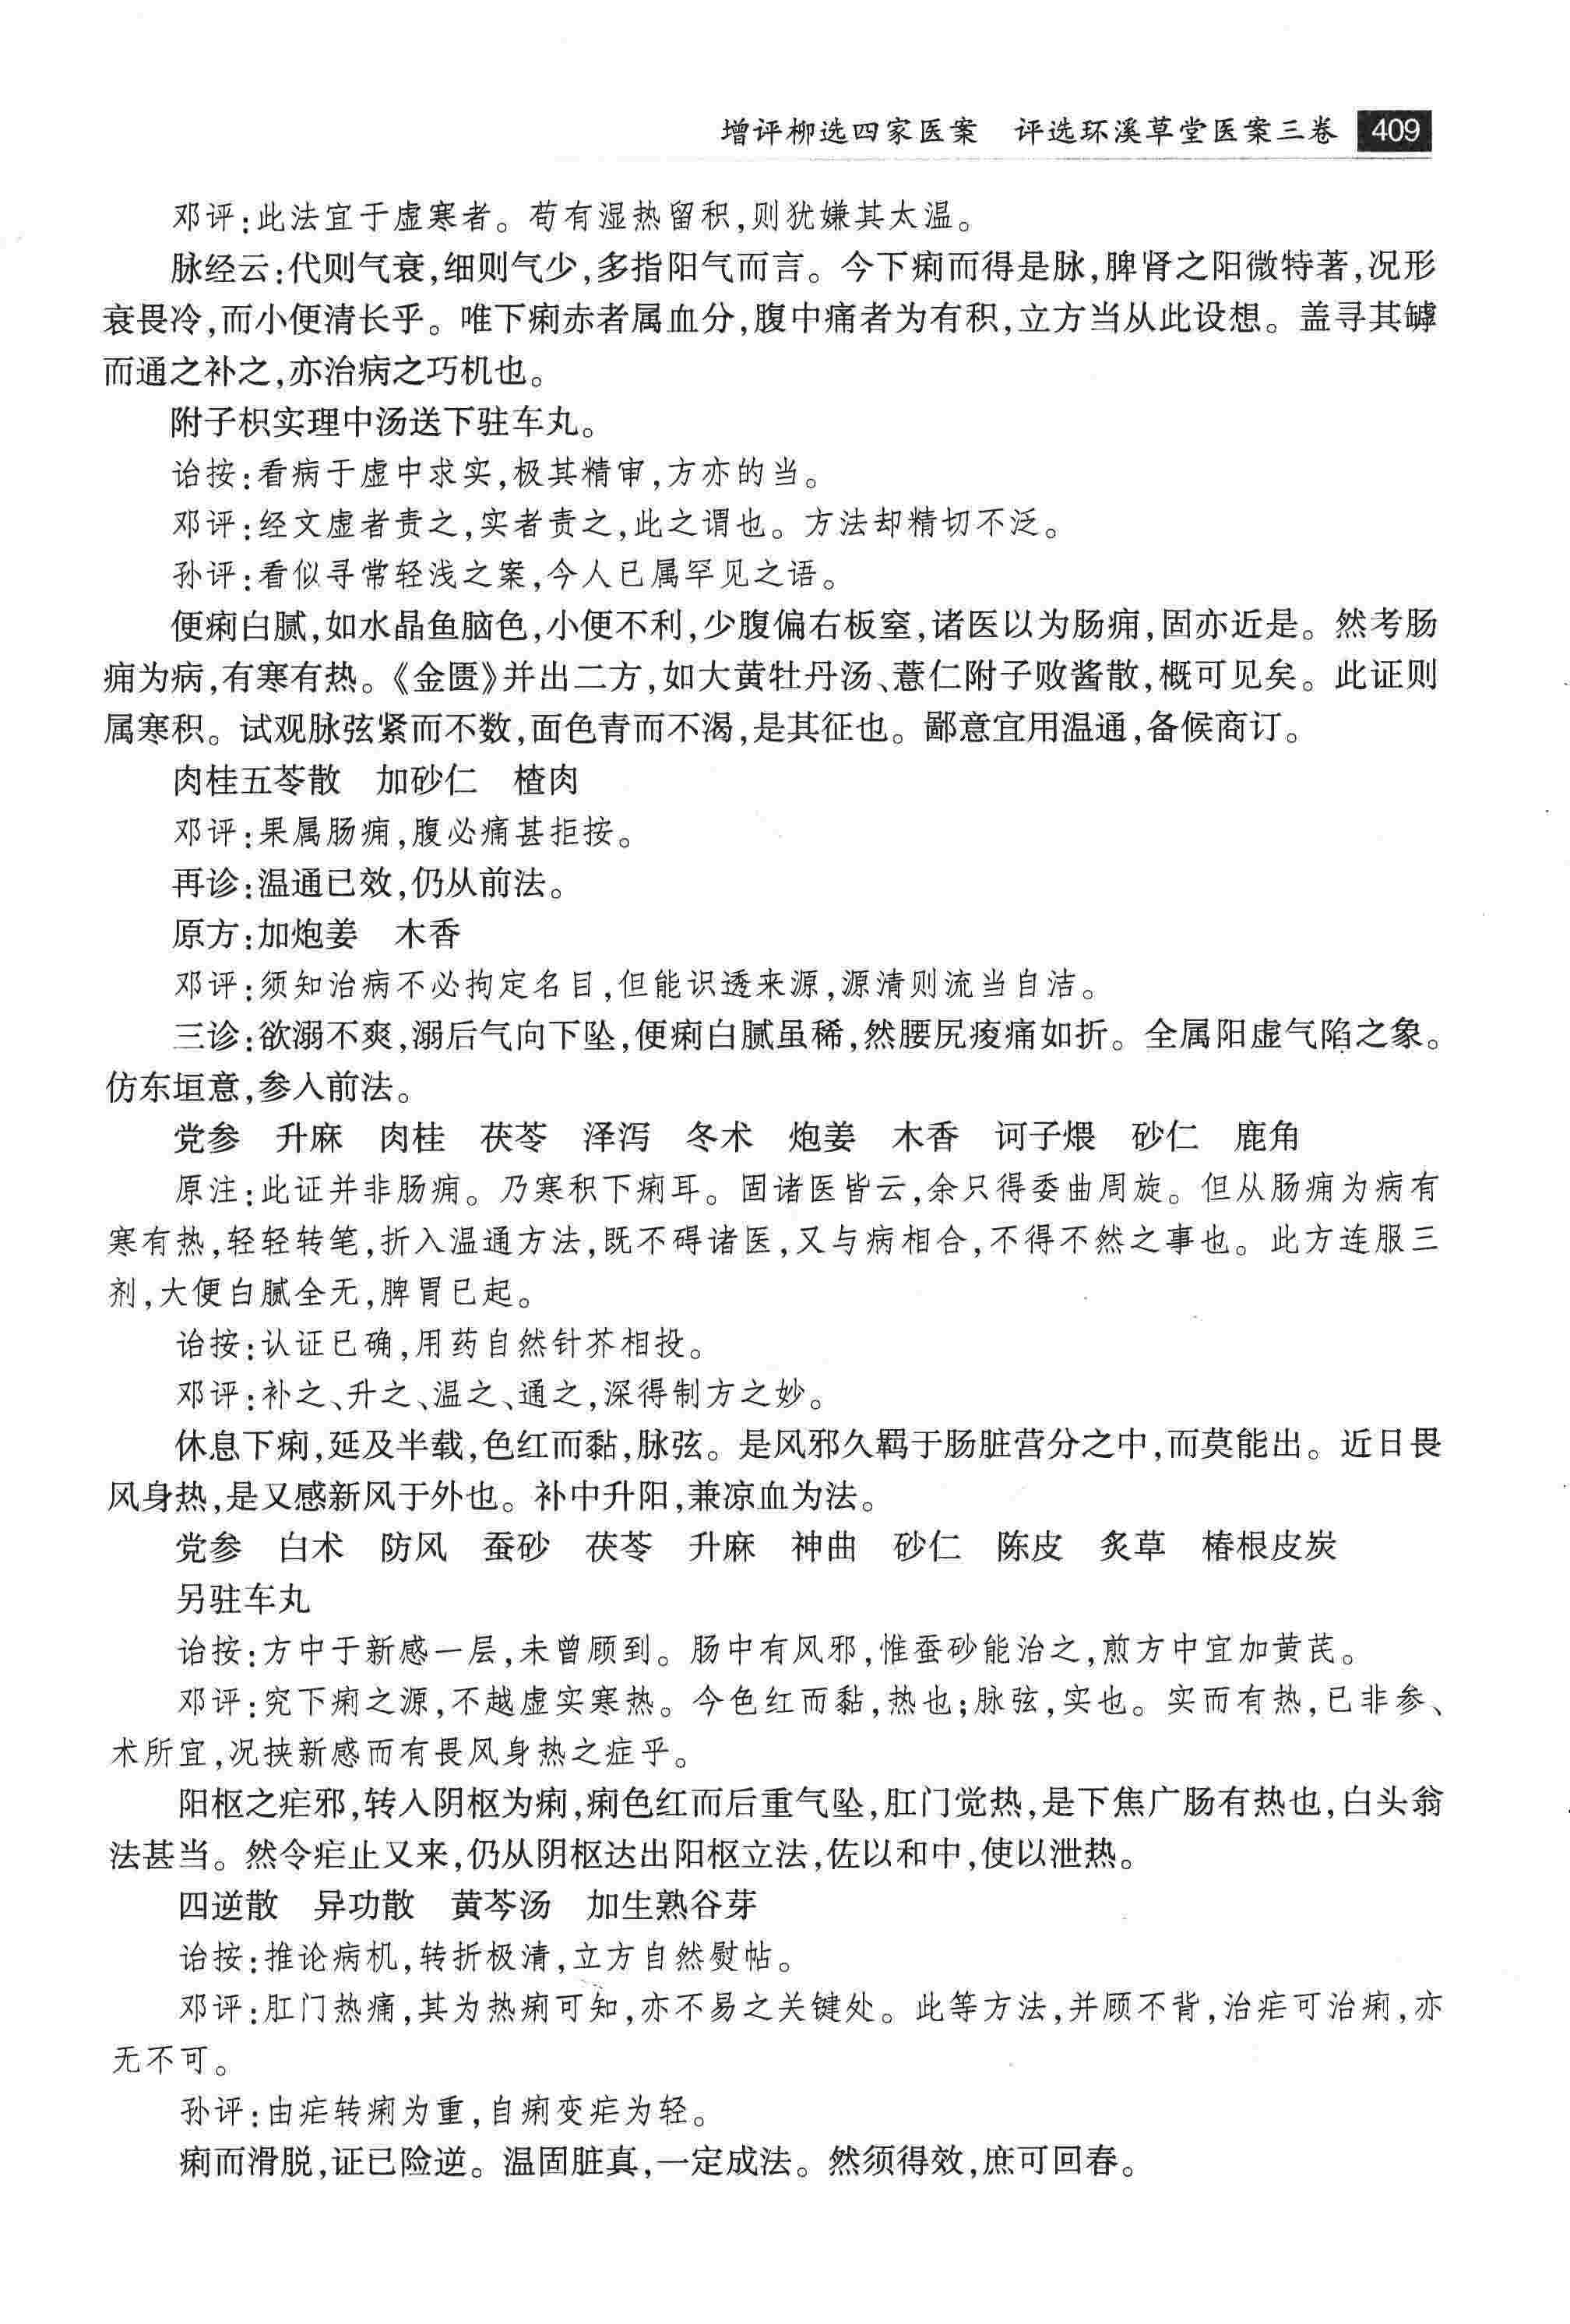 增评柳选四家医案　评选环溪草堂医案三卷 409
邓评:此法宜于虚寒者。苟有湿热留积,则犹嫌其太温。
脉经云:代则气衰,细则气少,多指阳气而言。今下痢而得是脉,脾肾之阳微特著,况形
衰畏冷,而小便清长乎。唯下痢赤者属血分,腹中痛者为有积,立方当从此设想。盖寻其罅
而通之补之,亦治病之巧机也。
附子枳实理中汤送下驻车丸。
诒按:看病于虚中求实,极其精审,方亦的当。
邓评:经文虚者责之,实者责之,此之谓也。方法却精切不泛。
孙评:看似寻常轻浅之案,今人已属罕见之语。
便痢白腻,如水晶鱼脑色,小便不利,少腹偏右板窒,诸医以为肠痈,固亦近是。然考肠
痈为病,有寒有热。《金匮》并出二方,如大黄牡丹汤、薏仁附子败酱散,概可见矣。此证则
属寒积。试观脉弦紧而不数,面色青而不渴,是其征也。鄙意宜用温通,备候商订。
肉桂五苓散　加砂仁　楂肉
邓评:果属肠痈,腹必痛甚拒按。
再诊:温通已效,仍从前法。
原方:加炮姜　木香
邓评:须知治病不必拘定名目,但能识透来源,源清则流当自洁。
三诊:欲溺不爽,溺后气向下坠,便痢白腻虽稀,然腰尻痠痛如折。全属阳虚气陷之象。
仿东垣意,参入前法。
党参　升麻　肉桂　茯苓　泽泻　冬术　炮姜　木香　诃子煨　砂仁　鹿角
原注:此证并非肠痈。乃寒积下痢耳。固诸医皆云,余只得委曲周旋。但从肠痈为病有
寒有热,轻轻转笔,折入温通方法,既不碍诸医,又与病相合,不得不然之事也。此方连服三
剂,大便白腻全无,脾胃已起。
诒按:认证已确,用药自然针芥相投。
邓评:补之、升之、温之、通之,深得制方之妙。
休息下痢,延及半载,色红而黏,脉弦。是风邪久羁于肠脏营分之中,而莫能出。近日畏
风身热,是又感新风于外也。补中升阳,兼凉血为法。
党参　白术　防风　蚕砂　茯苓　升麻　神曲　砂仁　陈皮　炙草　椿根皮炭
另驻车丸
诒按:方中于新感一层,未曾顾到。肠中有风邪,惟蚕砂能治之,煎方中宜加黄芪。
邓评:究下痢之源,不越虚实寒热。今色红而黏,热也;脉弦,实也。实而有热,已非参、
术所宜,况挟新感而有畏风身热之症乎。
阳枢之疟邪,转入阴枢为痢,痢色红而后重气坠,肛门觉热,是下焦广肠有热也,白头翁
法甚当。然令疟止又来,仍从阴枢达出阳枢立法,佐以和中,使以泄热。
四逆散　异功散　黄芩汤　加生熟谷芽
诒按:推论病机,转折极清,立方自然熨帖。
邓评:肛门热痛,其为热痢可知,亦不易之关键处。此等方法,并顾不背,治疟可治痢,亦
无不可。
孙评:由疟转痢为重,自痢变疟为轻。
痢而滑脱,证已险逆。温固脏真,一定成法。然须得效,庶可回春。